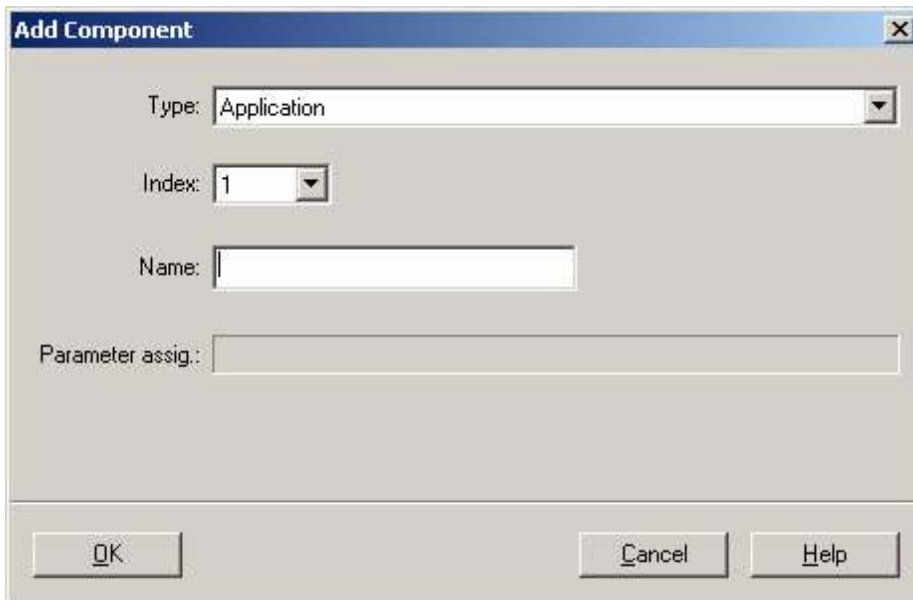 Add Component
Type: Application
Index: 1
Name:
Parameter assig.:
OK Cancel Help